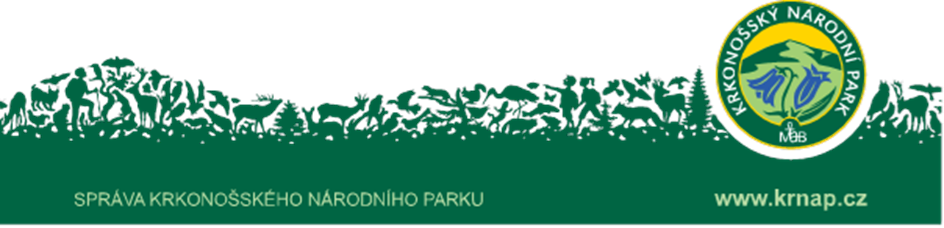 KRKONOŠSKÝ NÁRODNÍ PARK
MaB
SPRÁVA KRKONOŠSKÉHO NÁRODNÍHO PARKU
www.krnap.cz